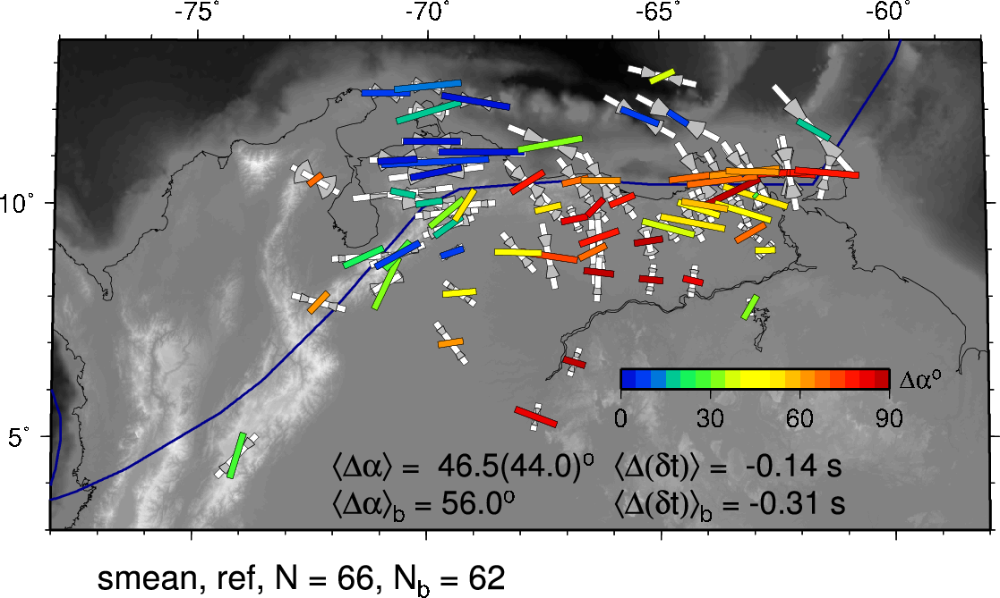 -75° -70° -65° -60°
10°
5°
Δα°
0 30 60 90
⟨Δα⟩ = 46.5(44.0)° ⟨Δ(δt)⟩ = -0.14 s
⟨Δα⟩b = 56.0° ⟨Δ(δt)⟩b = -0.31 s
smean, ref, N = 66, Nb = 62